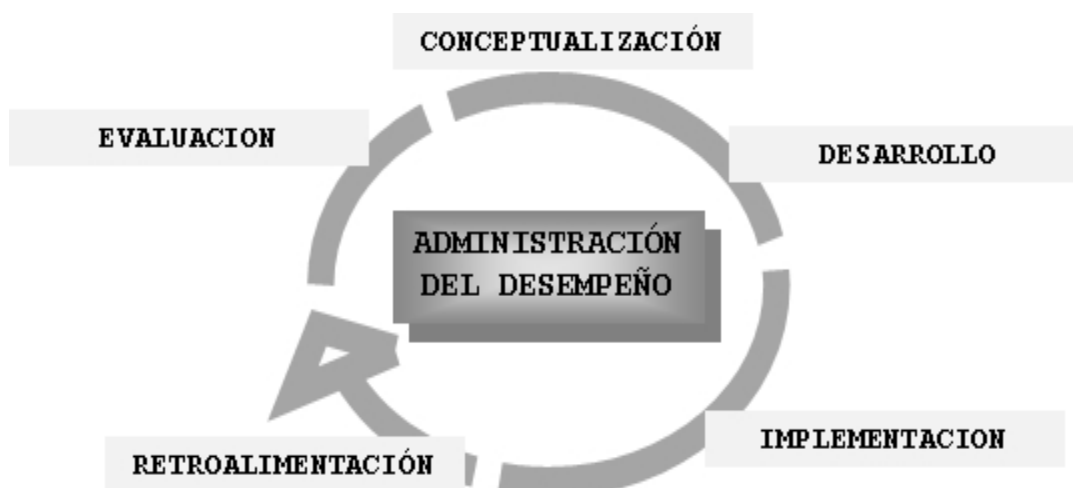 CONCEPTUALIZACIÓN
EVALUACION
DESARROLLO
ADMINISTRACIÓN
DEL DESEMPEÑO
IMPLEMENTACION
RETROALIMENTACIÓN